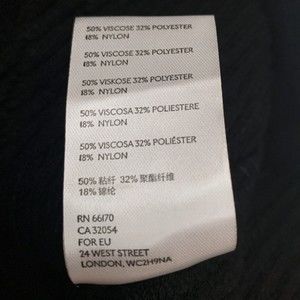 50% VISCOSE 32% POLYESTER
18% NYLON
50% VISCOSE 32% POLYESTER
18% NYLON
50% VISKOSE 32% POLYESTER
18% NYLON
50% VISCOSA 32% POLIESTERE
18% NYLON
50% VISCOSA 32% POLIÉSTER
18% NYLON
50% 粘纤 32% 聚酯纤维
18% 锦纶
RN 66170
CA 32054
FOR EU
24 WEST STREET
LONDON, WC2H9NA